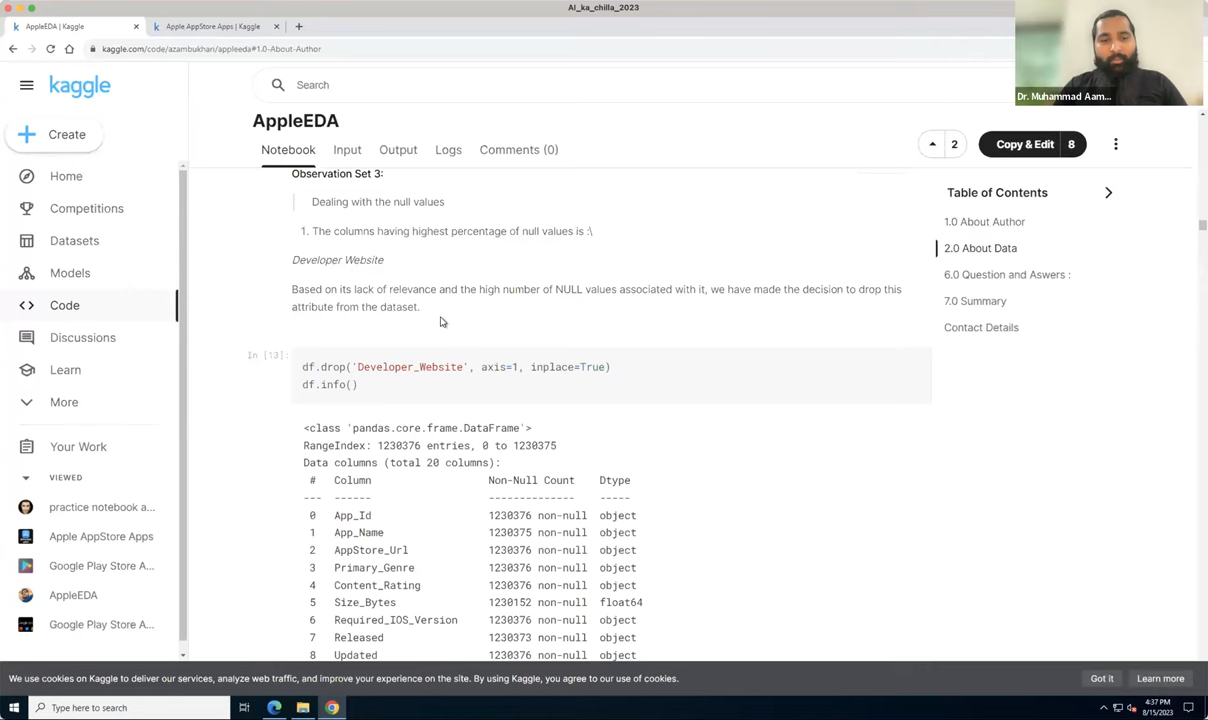 AI_ka_chilla_2023
AppleEDA | Kaggle
Apple AppStore Apps | Kaggle
kaggle.com/code/azambukhari/appleeda#1.0-About-Author
Dr. Muhammad Aam...
kaggle
Search
Create
Home
Competitions
Datasets
Models
Code
Discussions
Learn
More
Your Work
VIEWED
practice notebook a...
Apple AppStore Apps
Google Play Store A...
AppleEDA
Google Play Store A...
AppleEDA
Notebook
Input
Output
Logs
Comments (0)
2
Copy & Edit 8
Observation Set 3:
Dealing with the null values
1. The columns having highest percentage of null values is :\
Developer Website
Based on its lack of relevance and the high number of NULL values associated with it, we have made the decision to drop this
attribute from the dataset.
In [13]:
df.drop('Developer_Website', axis=1, inplace=True)
df.info()
<class 'pandas.core.frame.DataFrame'>
RangeIndex: 1230376 entries, 0 to 1230375
Data columns (total 20 columns):
# Column Non-Null Count Dtype
--- ------ -------------- -----
0 App_Id 1230376 non-null object
1 App_Name 1230375 non-null object
2 AppStore_Url 1230376 non-null object
3 Primary_Genre 1230376 non-null object
4 Content_Rating 1230376 non-null object
5 Size_Bytes 1230152 non-null float64
6 Required_IOS_Version 1230376 non-null object
7 Released 1230373 non-null object
8 Updated 1230376 non-null object
Table of Contents
1.0 About Author
2.0 About Data
6.0 Question and Aswers :
7.0 Summary
Contact Details
We use cookies on Kaggle to deliver our services, analyze web traffic, and improve your experience on the site. By using Kaggle, you agree to our use of cookies.
Got it
Learn more
Type here to search
4:37 PM
8/15/2023